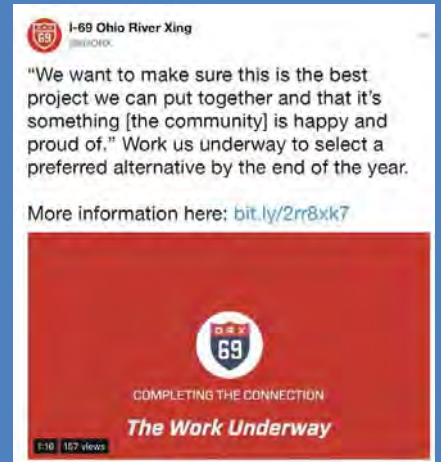 69
I-69 Ohio River Xing
"We want to make sure this is the best
project we can put together and that it's
something [the community] is happy and
proud of." Work us underway to select a
preferred alternative by the end of the year.
More information here: bit.ly/2rr8xk7
ORX
69
COMPLETING THE CONNECTION
The Work Underway
1:10 157 views